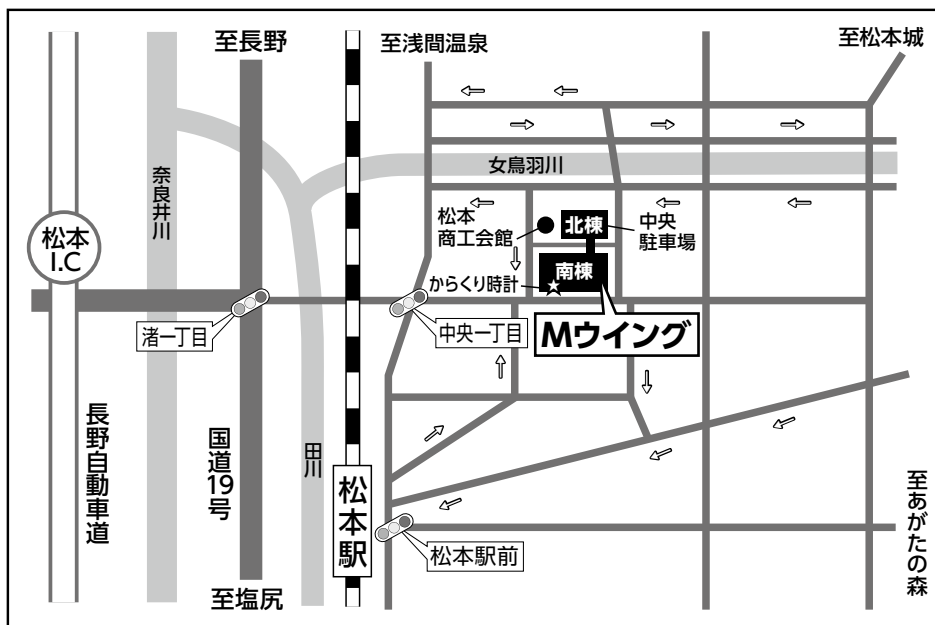 至長野
至浅間温泉
至松本城
奈良井川
女鳥羽川
松本
I.C
松本
商工会館
北棟
中央
駐車場
南棟
からくり時計
渚一丁目
中央一丁目
Mウイング
長野自動車道
国道19号
田川
松本駅
松本駅前
至あがたの森
至塩尻